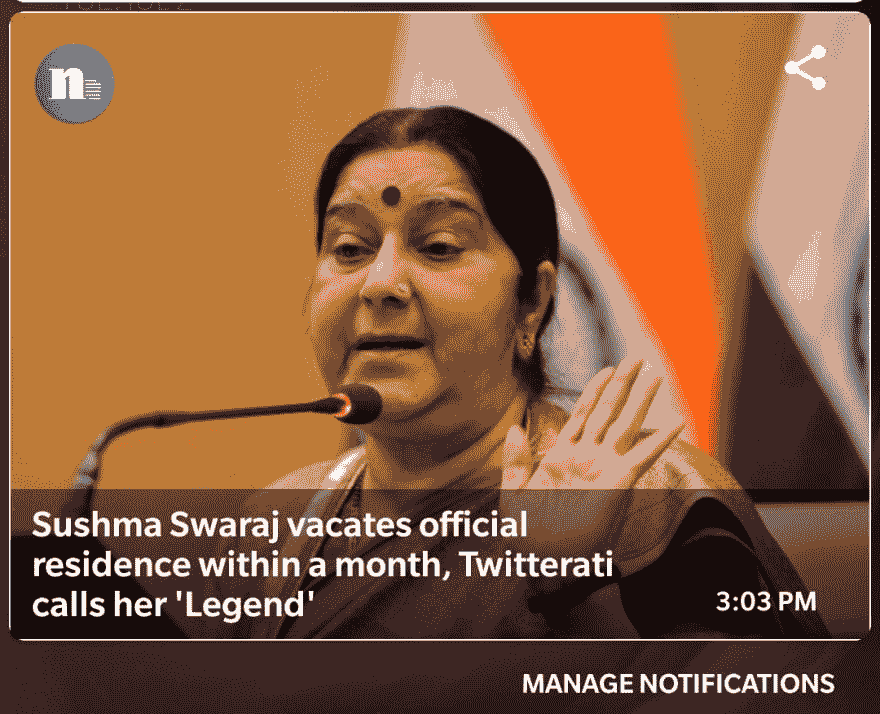 n
Sushma Swaraj vacates official
residence within a month, Twitterati
calls her 'Legend'
3:03 PM
MANAGE NOTIFICATIONS